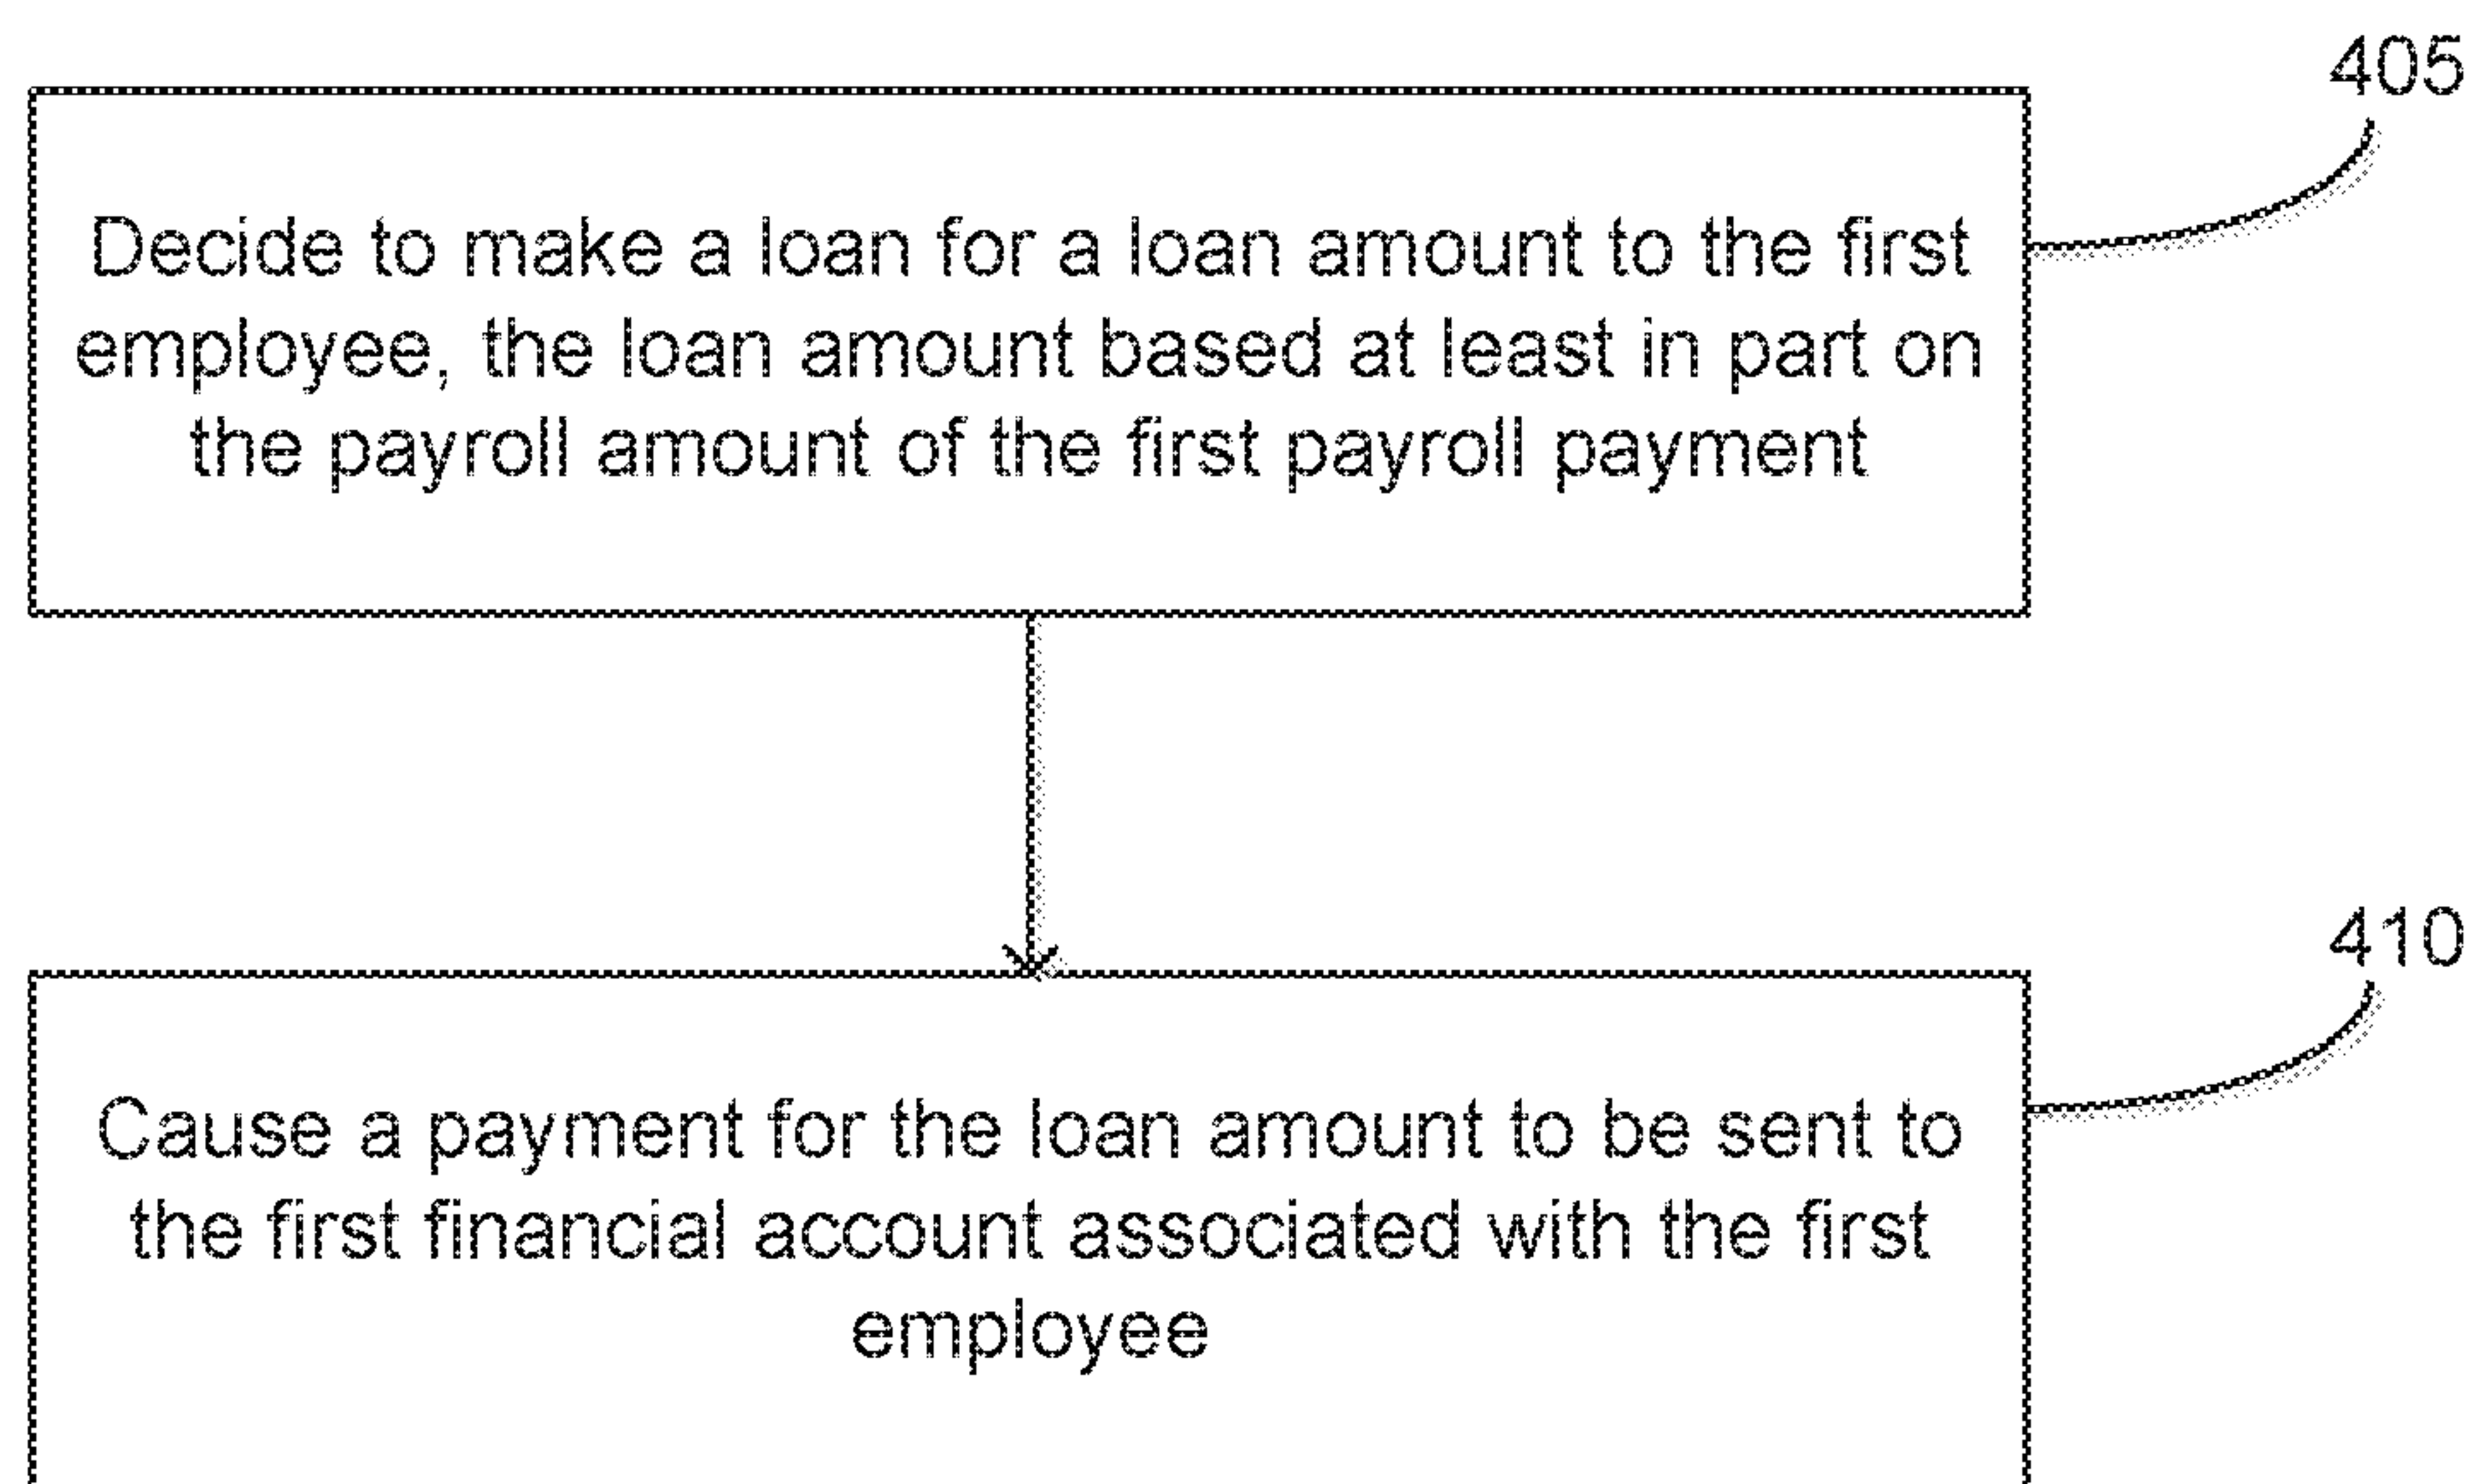 405
Decide to make a loan for a loan amount to the first
employee, the loan amount based at least in part on
the payroll amount of the first payroll payment
410
Cause a payment for the loan amount to be sent to
the first financial account associated with the first
employee